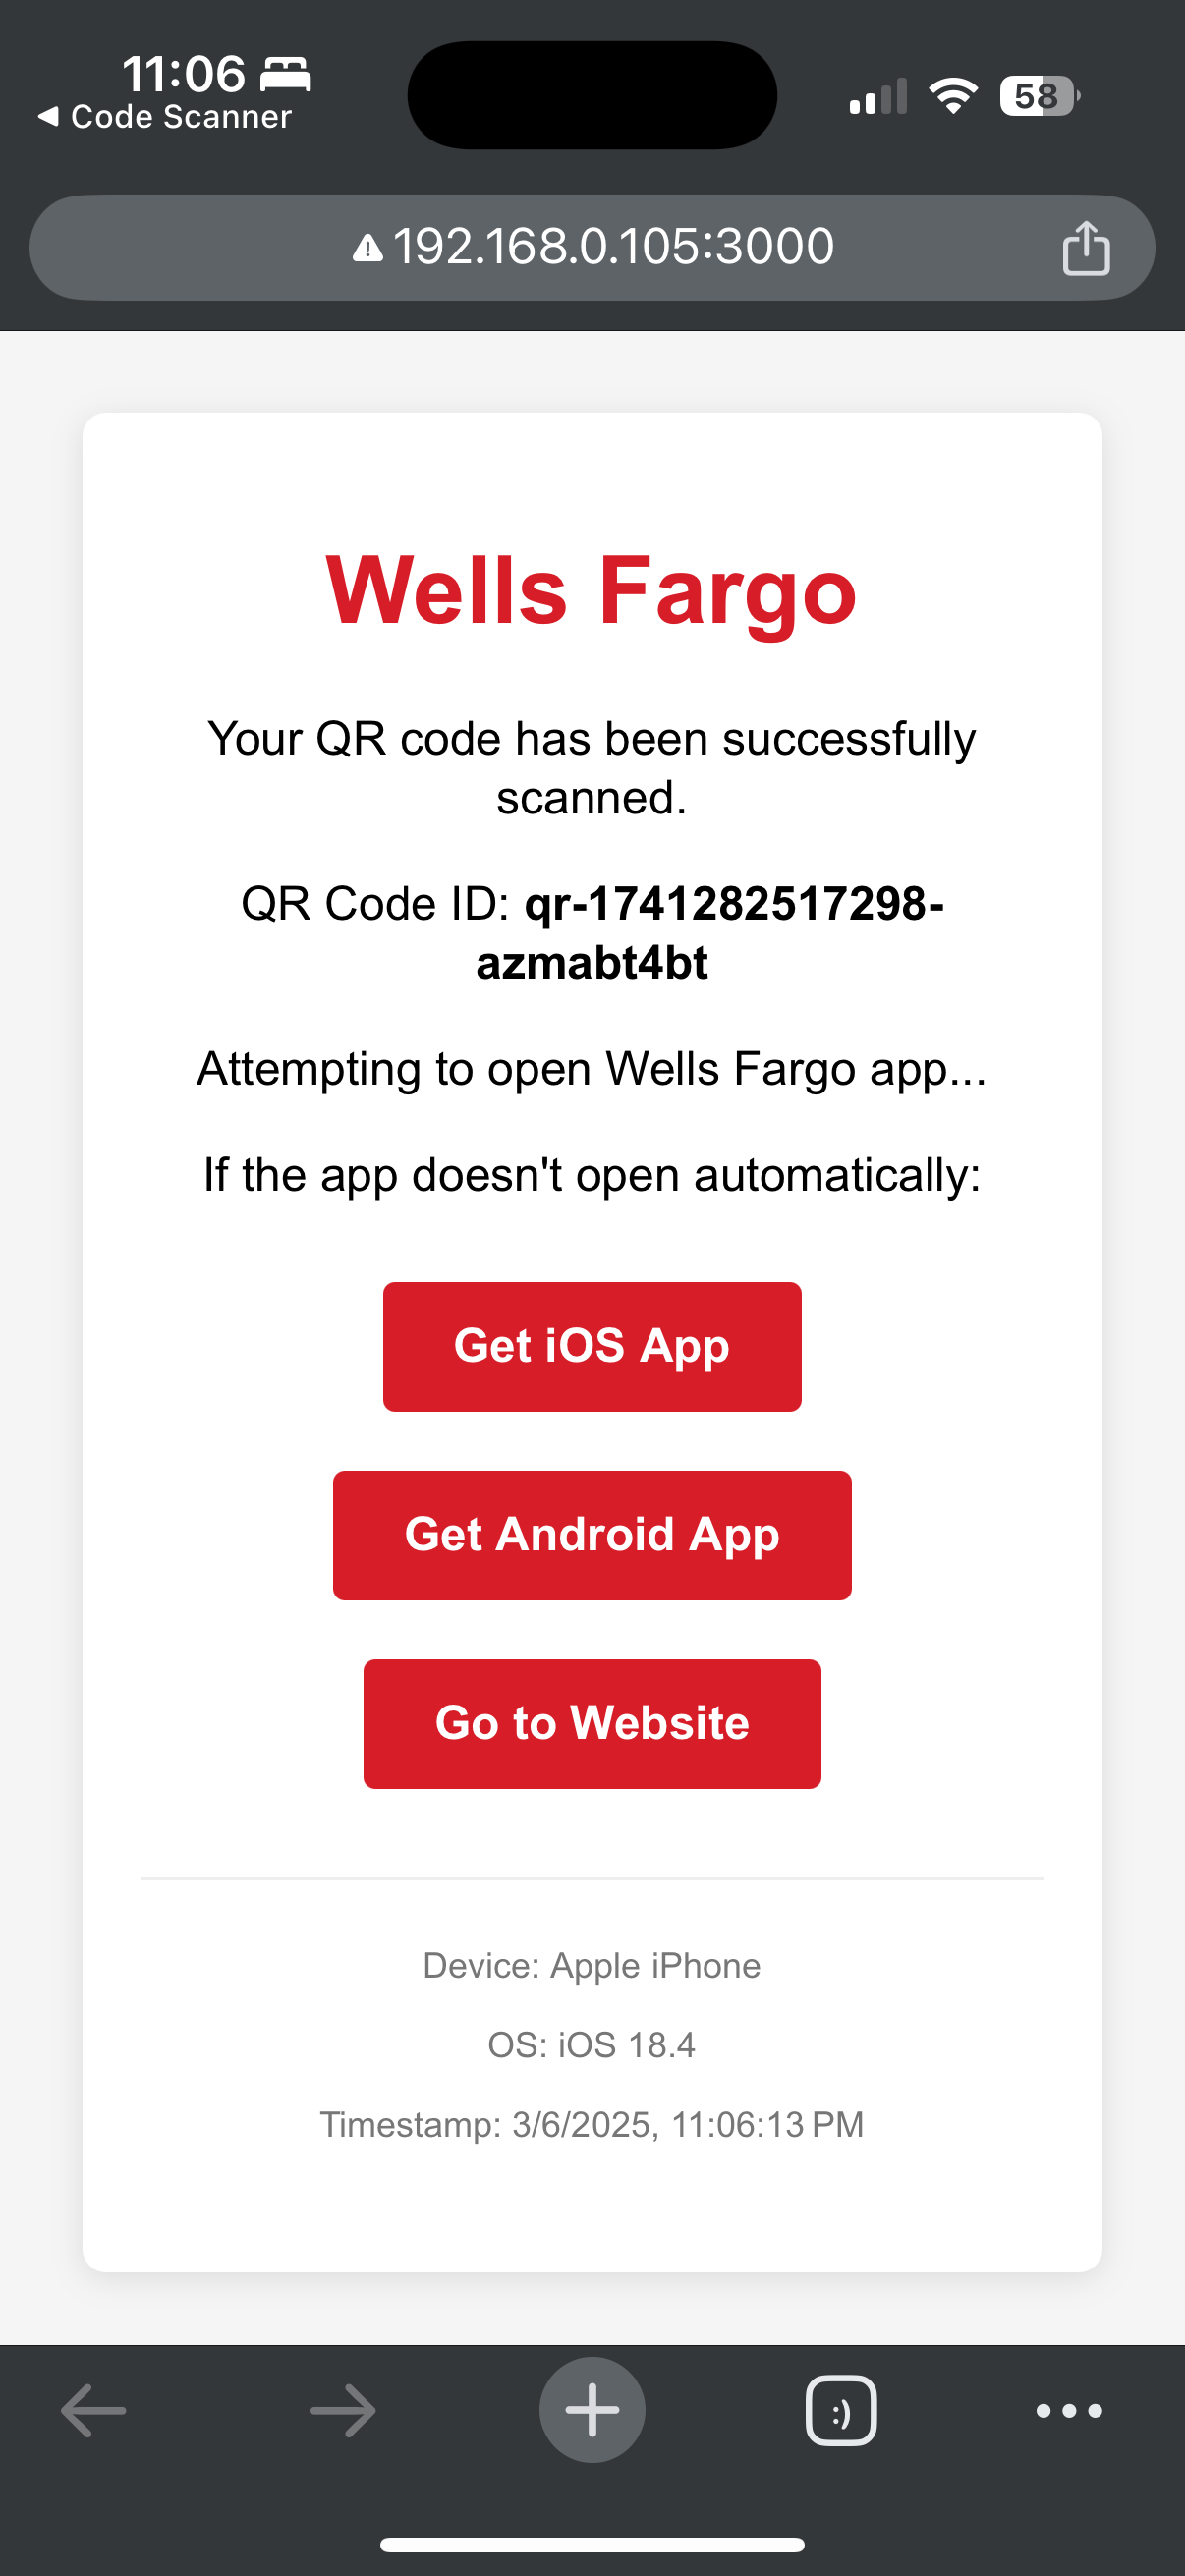 11:06
Code Scanner
58
192.168.0.105:3000
Wells Fargo
Your QR code has been successfully
scanned.
QR Code ID: qr-1741282517298-
azmabt4bt
Attempting to open Wells Fargo app...
If the app doesn't open automatically:
Get iOS App
Get Android App
Go to Website
Device: Apple iPhone
OS: iOS 18.4
Timestamp: 3/6/2025, 11:06:13 PM
:)